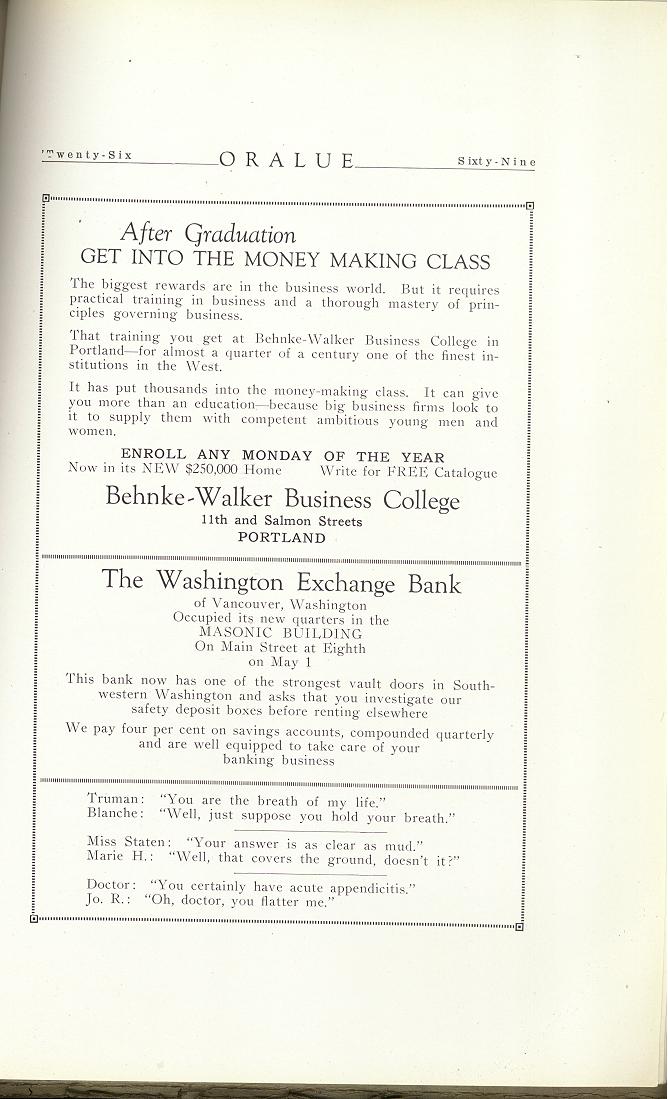 Twenty-Six ORALUE Sixty-Nine
After Graduation
GET INTO THE MONEY MAKING CLASS
The biggest rewards are in the business world. But it requires
practical training in business and a thorough mastery of prin-
ciples governing business.
That training you get at Behnke-Walker Business College in
Portland—for almost a quarter of a century one of the finest in-
stitutions in the West.
It has put thousands into the money-making class. It can give
you more than an education—because big business firms look to
it to supply them with competent ambitious young men and
women.
ENROLL ANY MONDAY OF THE YEAR
Now in its NEW $250,000 Home Write for FREE Catalogue
Behnke-Walker Business College
11th and Salmon Streets
PORTLAND
The Washington Exchange Bank
of Vancouver, Washington
Occupied its new quarters in the
MASONIC BUILDING
On Main Street at Eighth
on May 1
This bank now has one of the strongest vault doors in South-
western Washington and asks that you investigate our
safety deposit boxes before renting elsewhere
We pay four per cent on savings accounts, compounded quarterly
and are well equipped to take care of your
banking business
Truman: "You are the breath of my life."
Blanche: "Well, just suppose you hold your breath."
Miss Staten: "Your answer is as clear as mud."
Marie H.: "Well, that covers the ground, doesn't it?"
Doctor: "You certainly have acute appendicitis."
Jo. R.: "Oh, doctor, you flatter me."